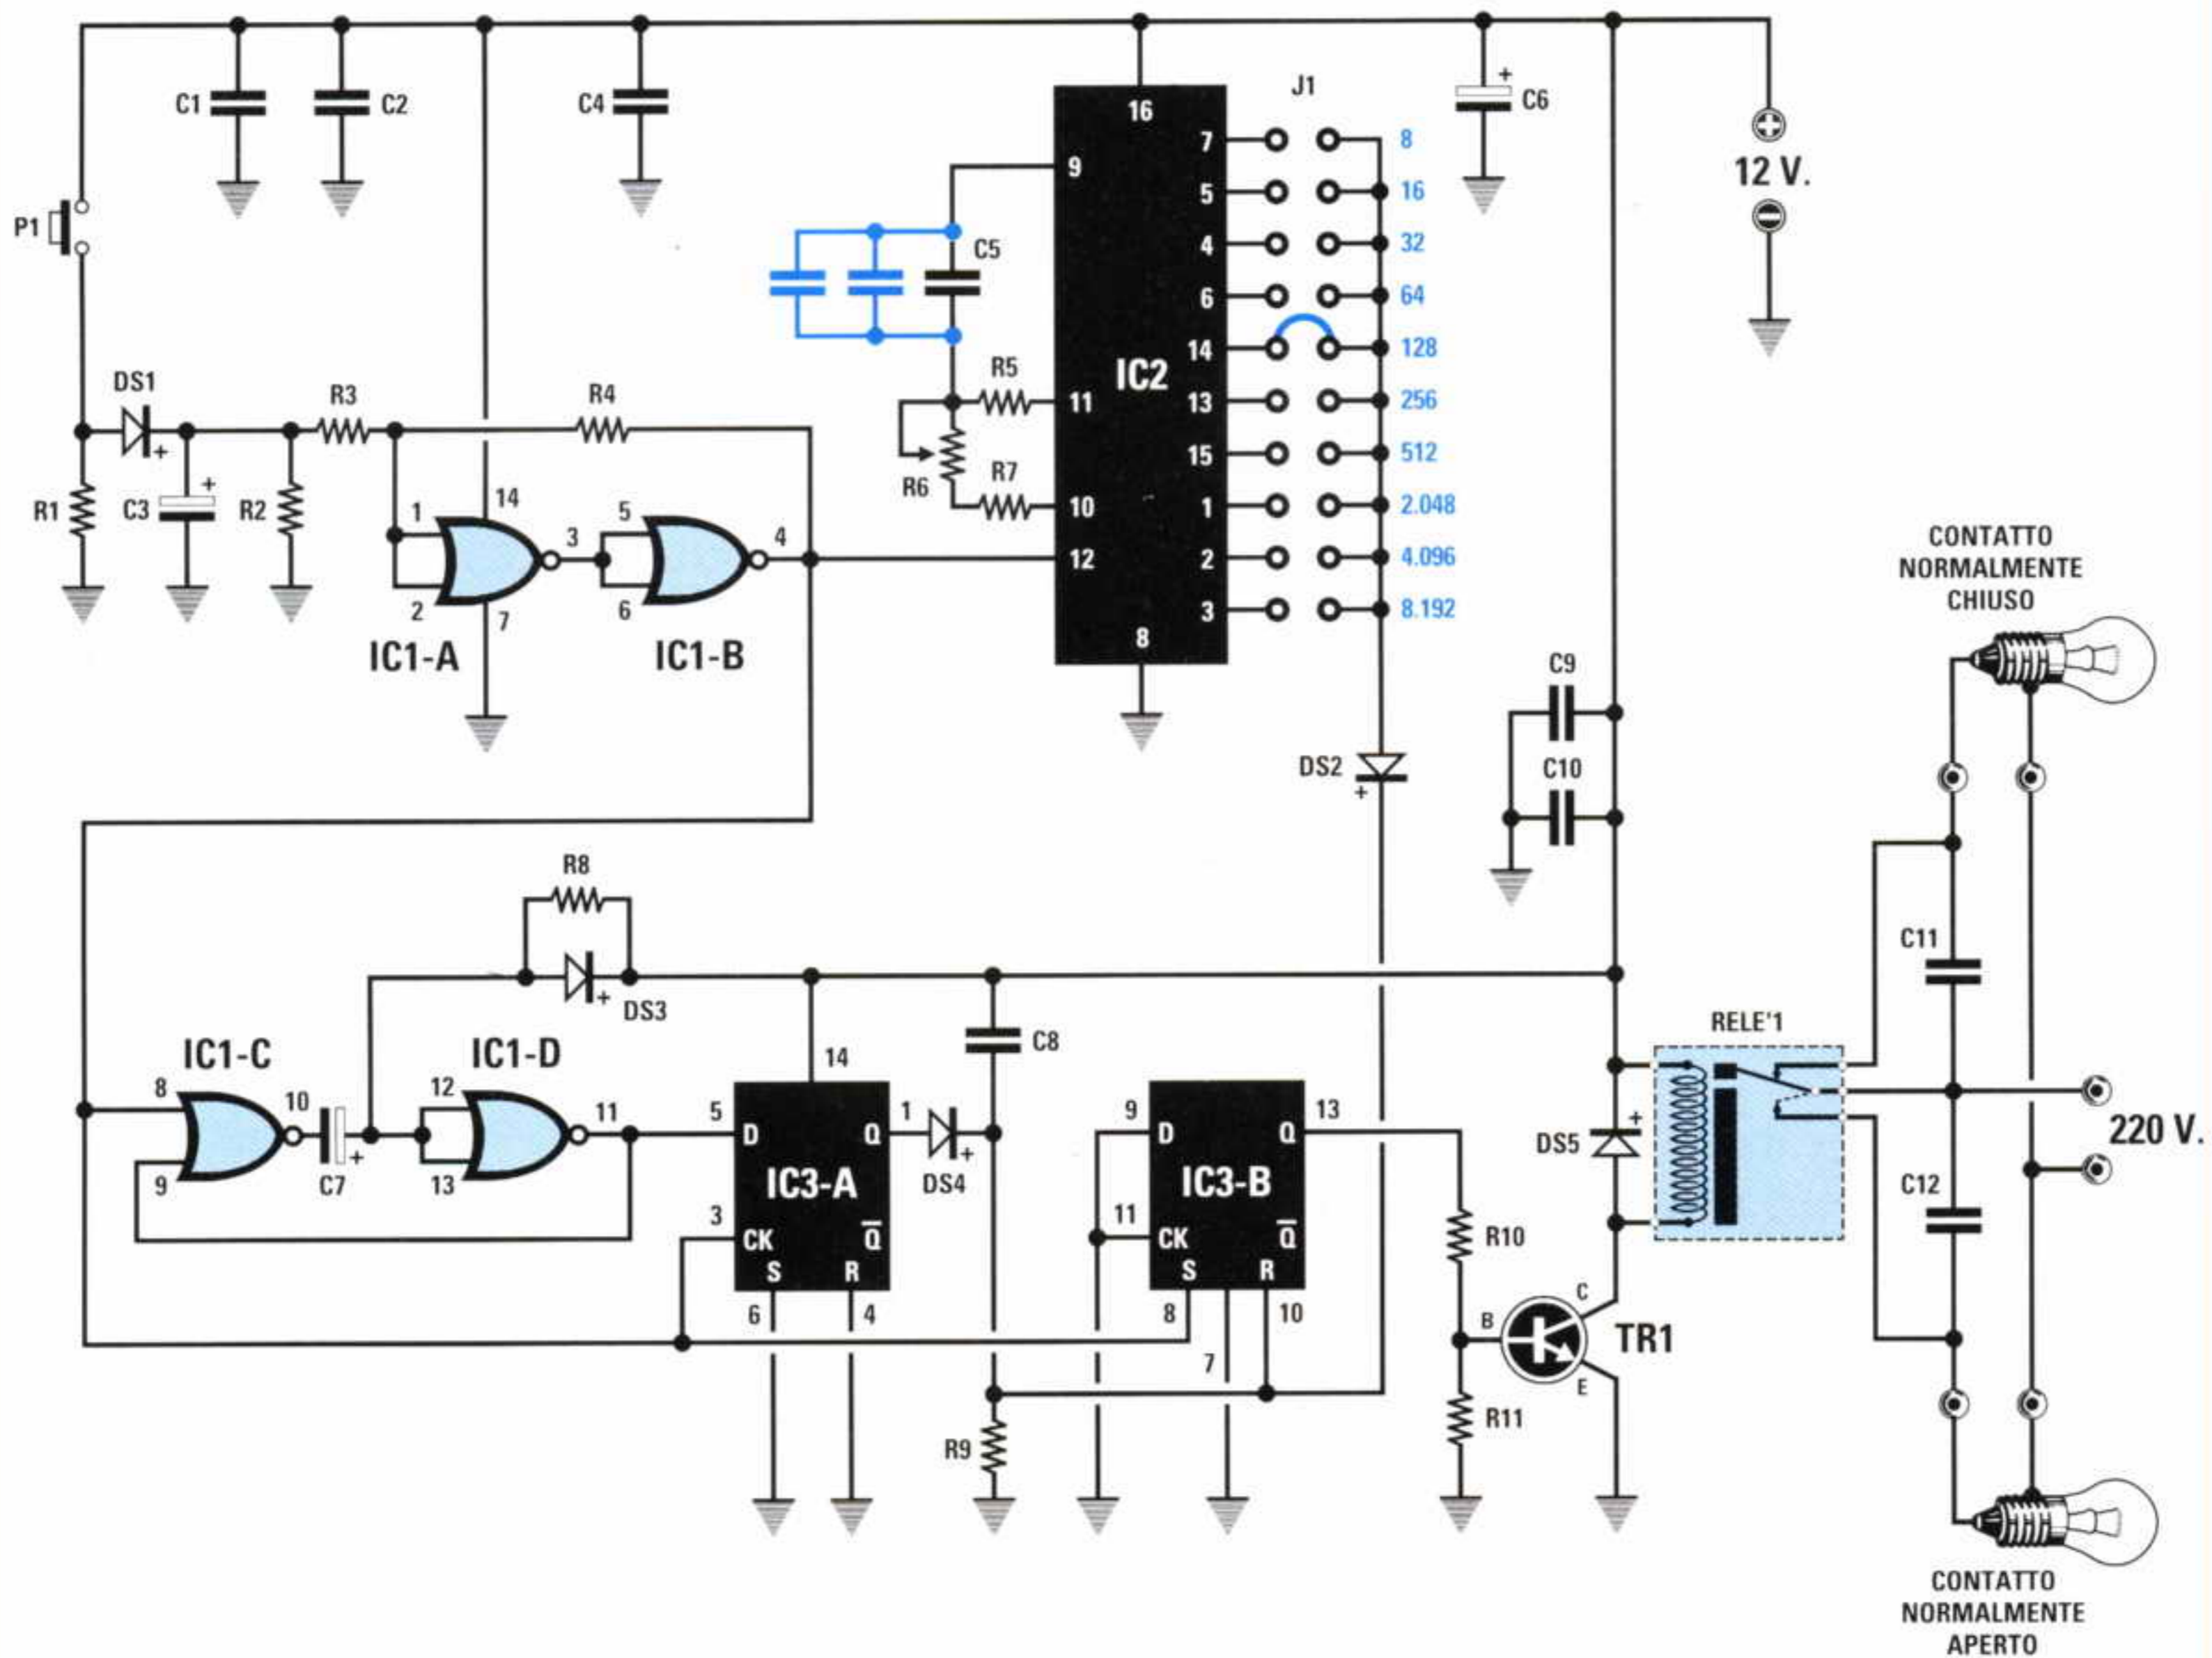 C1
C2
C4
C6
J1
12 V.
P1
16
9
7
8
5
16
4
32
6
64
14
128
13
256
15
512
1
2.048
2
4.096
3
8.192
IC2
11
10
12
8
C5
R5
R6
R7
DS1
+
R3
R4
R1
C3
+
R2
1
2
14
3
7
5
6
4
IC1-A
IC1-B
+
CONTATTO
NORMALMENTE
CHIUSO
C9
C10
DS2
+
R8
DS3
+
IC1-C
IC1-D
8
9
10
C7
+
12
13
11
14
5
D
Q
1
3
CK
Q̅
S
R
6
4
IC3-A
DS4
+
C8
R9
9
D
Q
13
11
CK
Q̅
S
R
8
10
7
IC3-B
R10
R11
B
C
E
TR1
DS5
+
RELE'1
C11
C12
220 V.
CONTATTO
NORMALMENTE
APERTO